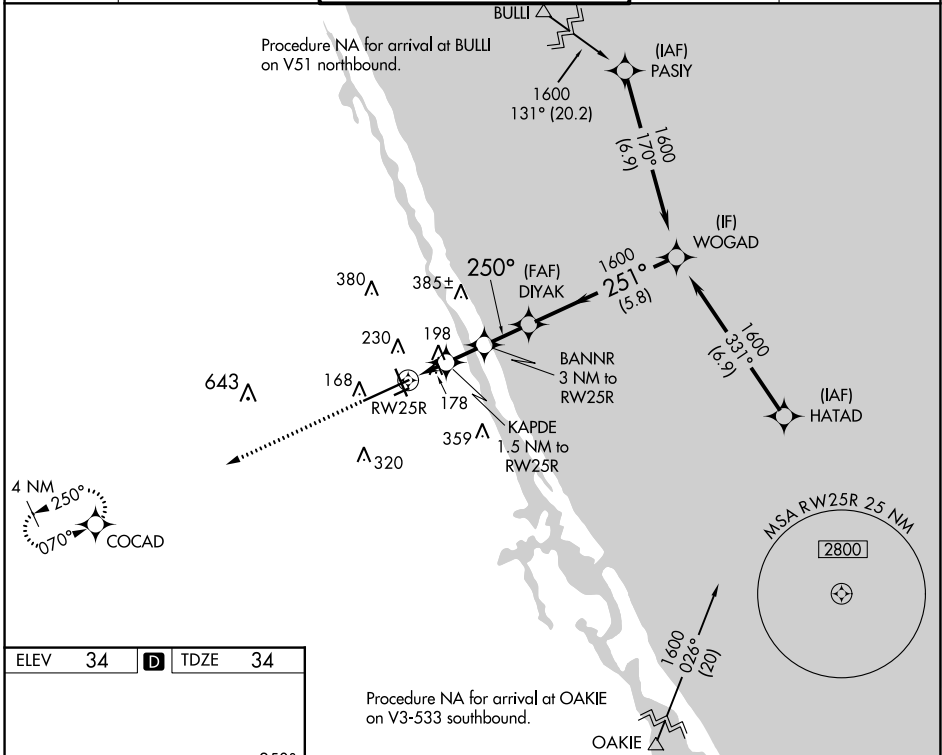 BULLI
Procedure NA for arrival at BULLI
on V51 northbound.
(IAF)
PASIY
1600
131° (20.2)
1600
170°
(6.9)
(IF)
WOGAD
250°
(FAF)
DIYAK
1600
251°
(5.8)
380
385±
230
198
BANNR
3 NM to
RW25R
1600
331°
(6.9)
(IAF)
HATAD
643
168
RW25R
178
KAPDE
1.5 NM to
RW25R
359
320
4 NM
250°
070°
COCAD
MSA RW25R 25 NM
2800
1600
026°
(20)
ELEV 34 D TDZE 34
Procedure NA for arrival at OAKIE
on V3-533 southbound.
OAKIE